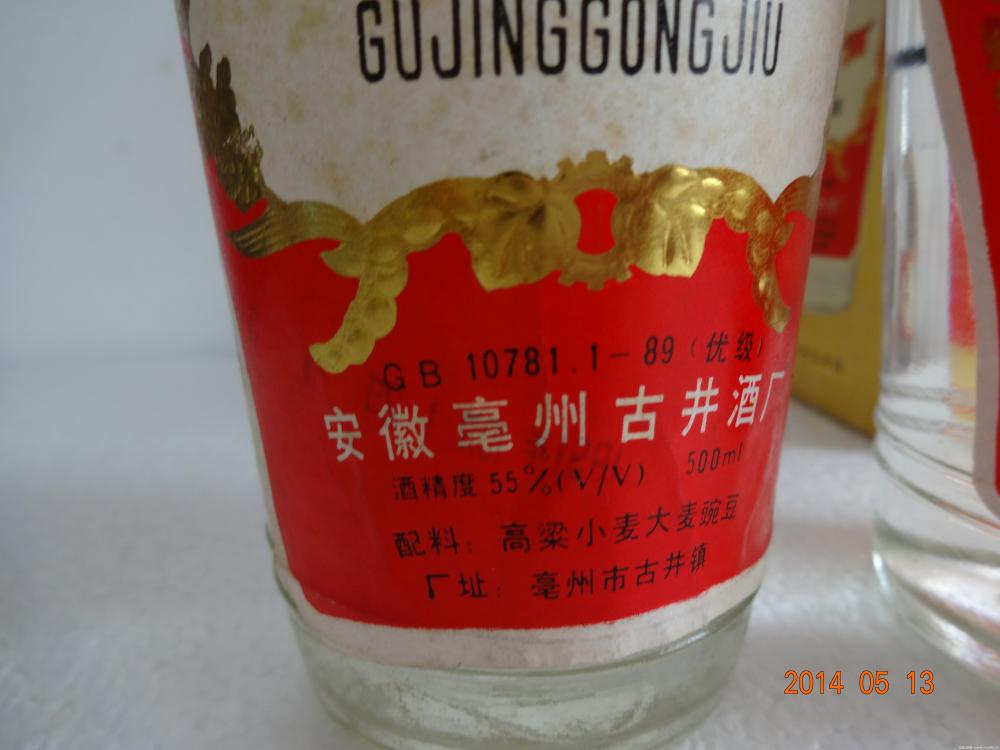 GUJINGGONGJIU
GB 10781.1-89(优级)
安徽亳州古井酒厂
酒精度 55%(V/V) 500ml
配料: 高粱小麦大麦豌豆
厂址: 亳州市古井镇
2014 05 13